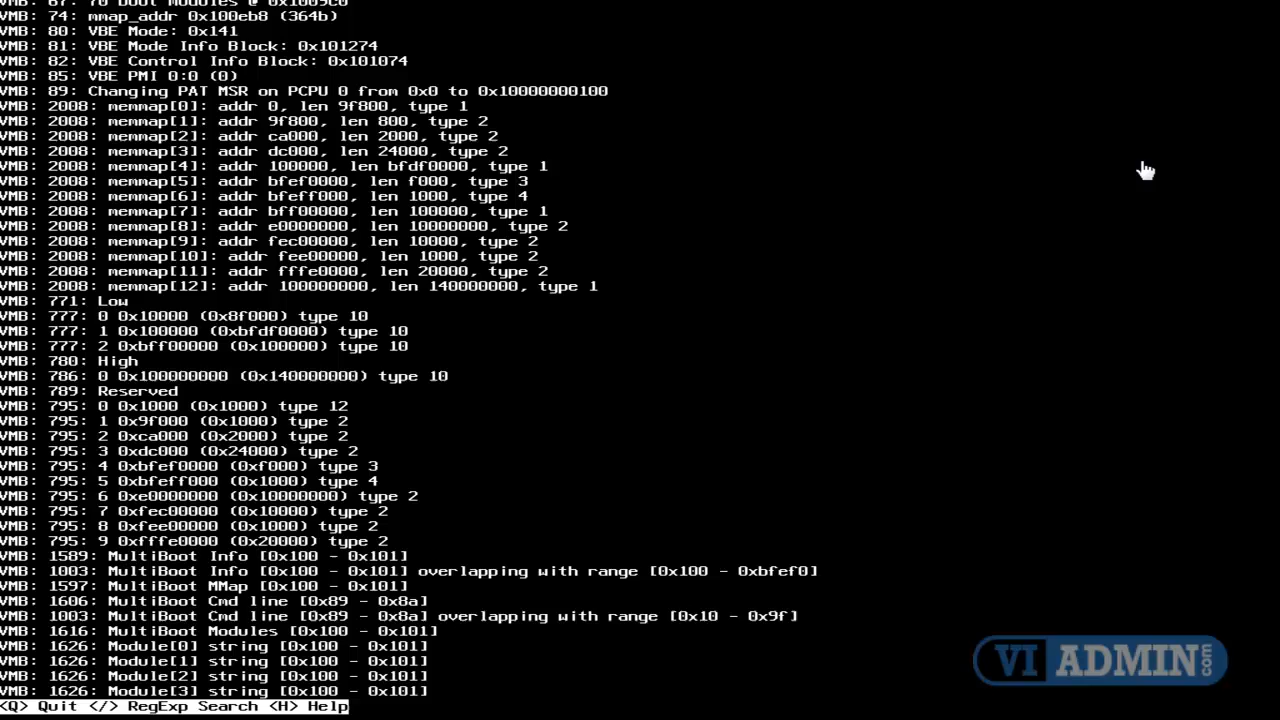 VMB: 67: 70 boot modules @ 0x1009c0
VMB: 74: mmap_addr 0x100eb8 (364b)
VMB: 80: VBE Mode: 0x141
VMB: 81: VBE Mode Info Block: 0x101274
VMB: 82: VBE Control Info Block: 0x101074
VMB: 85: VBE PMI 0:0 (0)
VMB: 89: Changing PAT MSR on PCPU 0 from 0x0 to 0x10000000100
VMB: 2008: memmap[0]: addr 0, len 9f800, type 1
VMB: 2008: memmap[1]: addr 9f800, len 800, type 2
VMB: 2008: memmap[2]: addr ca000, len 2000, type 2
VMB: 2008: memmap[3]: addr dc000, len 24000, type 2
VMB: 2008: memmap[4]: addr 100000, len bfdf0000, type 1
VMB: 2008: memmap[5]: addr bfef0000, len f000, type 3
VMB: 2008: memmap[6]: addr bfeff000, len 1000, type 4
VMB: 2008: memmap[7]: addr bff00000, len 100000, type 1
VMB: 2008: memmap[8]: addr e0000000, len 10000000, type 2
VMB: 2008: memmap[9]: addr fec00000, len 10000, type 2
VMB: 2008: memmap[10]: addr fee00000, len 1000, type 2
VMB: 2008: memmap[11]: addr fffe0000, len 20000, type 2
VMB: 2008: memmap[12]: addr 100000000, len 140000000, type 1
VMB: 771: Low
VMB: 777: 0 0x10000 (0x8f000) type 10
VMB: 777: 1 0x100000 (0xbfdf0000) type 10
VMB: 777: 2 0xbff00000 (0x100000) type 10
VMB: 780: High
VMB: 786: 0 0x100000000 (0x140000000) type 10
VMB: 789: Reserved
VMB: 795: 0 0x1000 (0x1000) type 12
VMB: 795: 1 0x9f000 (0x1000) type 2
VMB: 795: 2 0xca000 (0x2000) type 2
VMB: 795: 3 0xdc000 (0x24000) type 2
VMB: 795: 4 0xbfef0000 (0xf000) type 3
VMB: 795: 5 0xbfeff000 (0x1000) type 4
VMB: 795: 6 0xe0000000 (0x10000000) type 2
VMB: 795: 7 0xfec00000 (0x10000) type 2
VMB: 795: 8 0xfee00000 (0x1000) type 2
VMB: 795: 9 0xfffe0000 (0x20000) type 2
VMB: 1589: MultiBoot Info [0x100 - 0x101]
VMB: 1003: MultiBoot Info [0x100 - 0x101] overlapping with range [0x100 - 0xbfef0]
VMB: 1597: MultiBoot MMap [0x100 - 0x101]
VMB: 1606: MultiBoot Cmd line [0x89 - 0x8a]
VMB: 1003: MultiBoot Cmd line [0x89 - 0x8a] overlapping with range [0x10 - 0x9f]
VMB: 1616: MultiBoot Modules [0x100 - 0x101]
VMB: 1626: Module[0] string [0x100 - 0x101]
VMB: 1626: Module[1] string [0x100 - 0x101]
VMB: 1626: Module[2] string [0x100 - 0x101]
VMB: 1626: Module[3] string [0x100 - 0x101]
<Q> Quit </> RegExp Search <H> Help
VI ADMIN.com